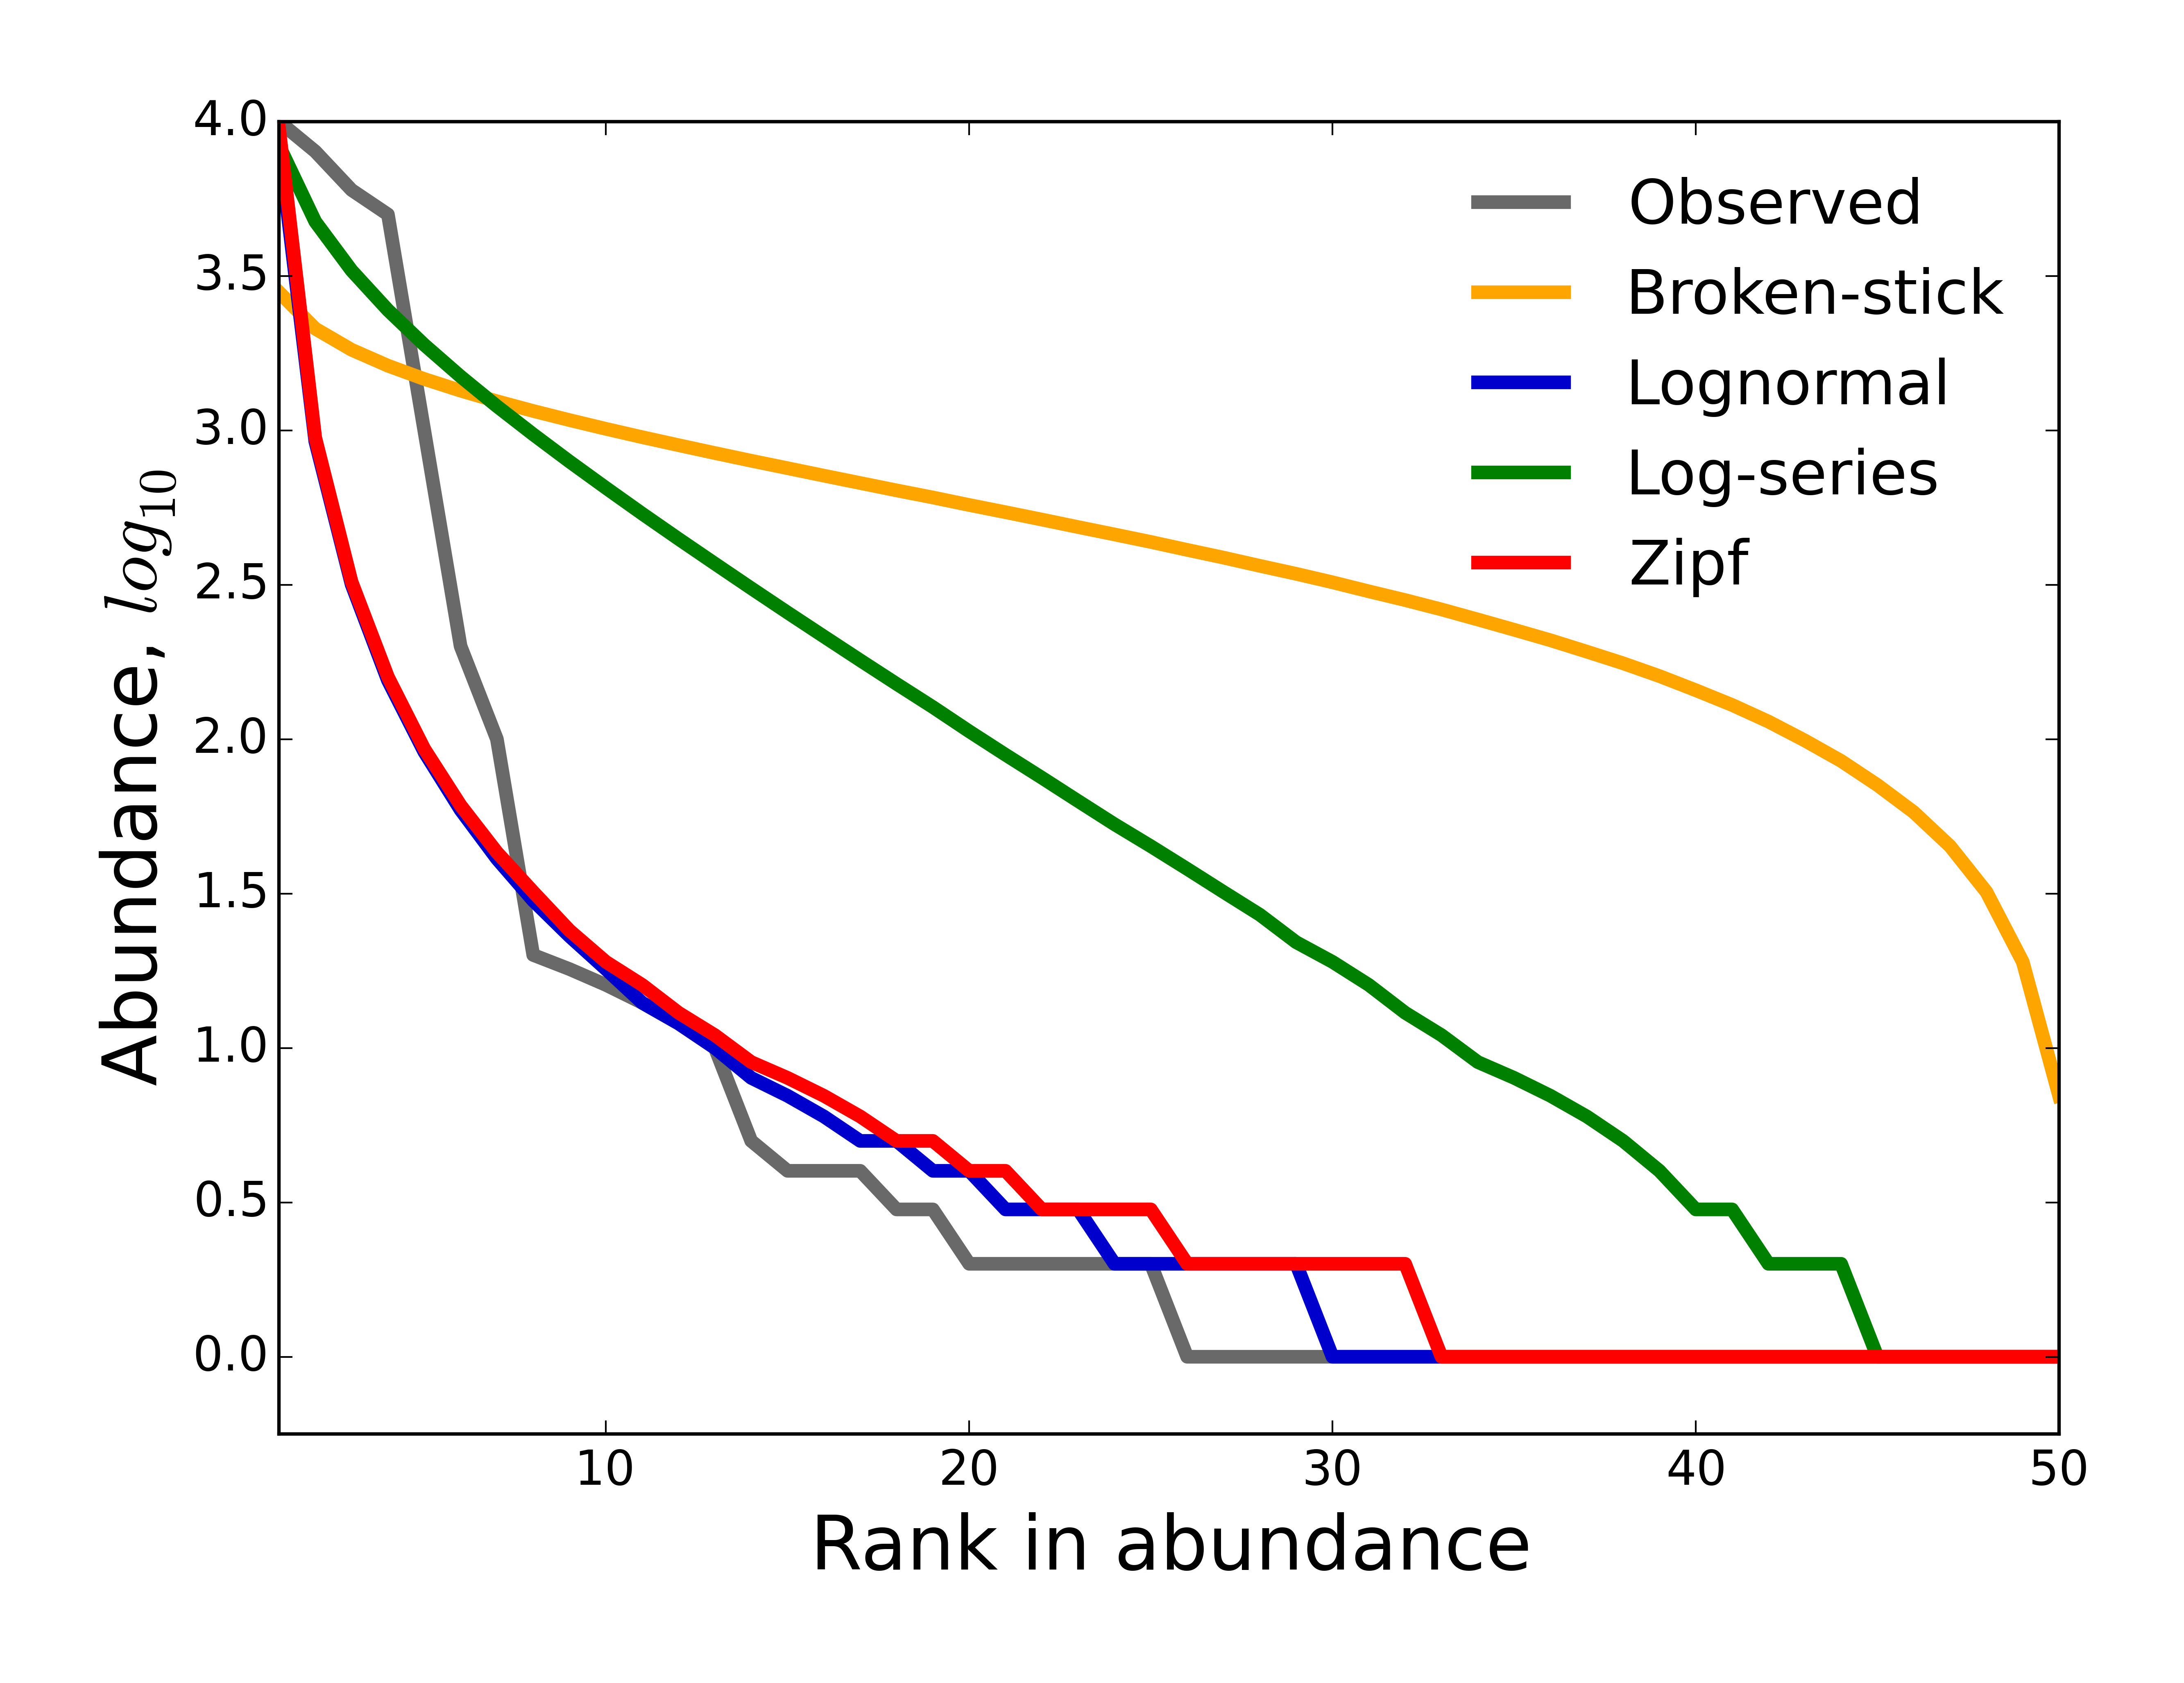 4.0
3.5
3.0
2.5
2.0
1.5
1.0
0.5
0.0
Abundance, log10
Observed
Broken-stick
Lognormal
Log-series
Zipf
10 20 30 40 50
Rank in abundance